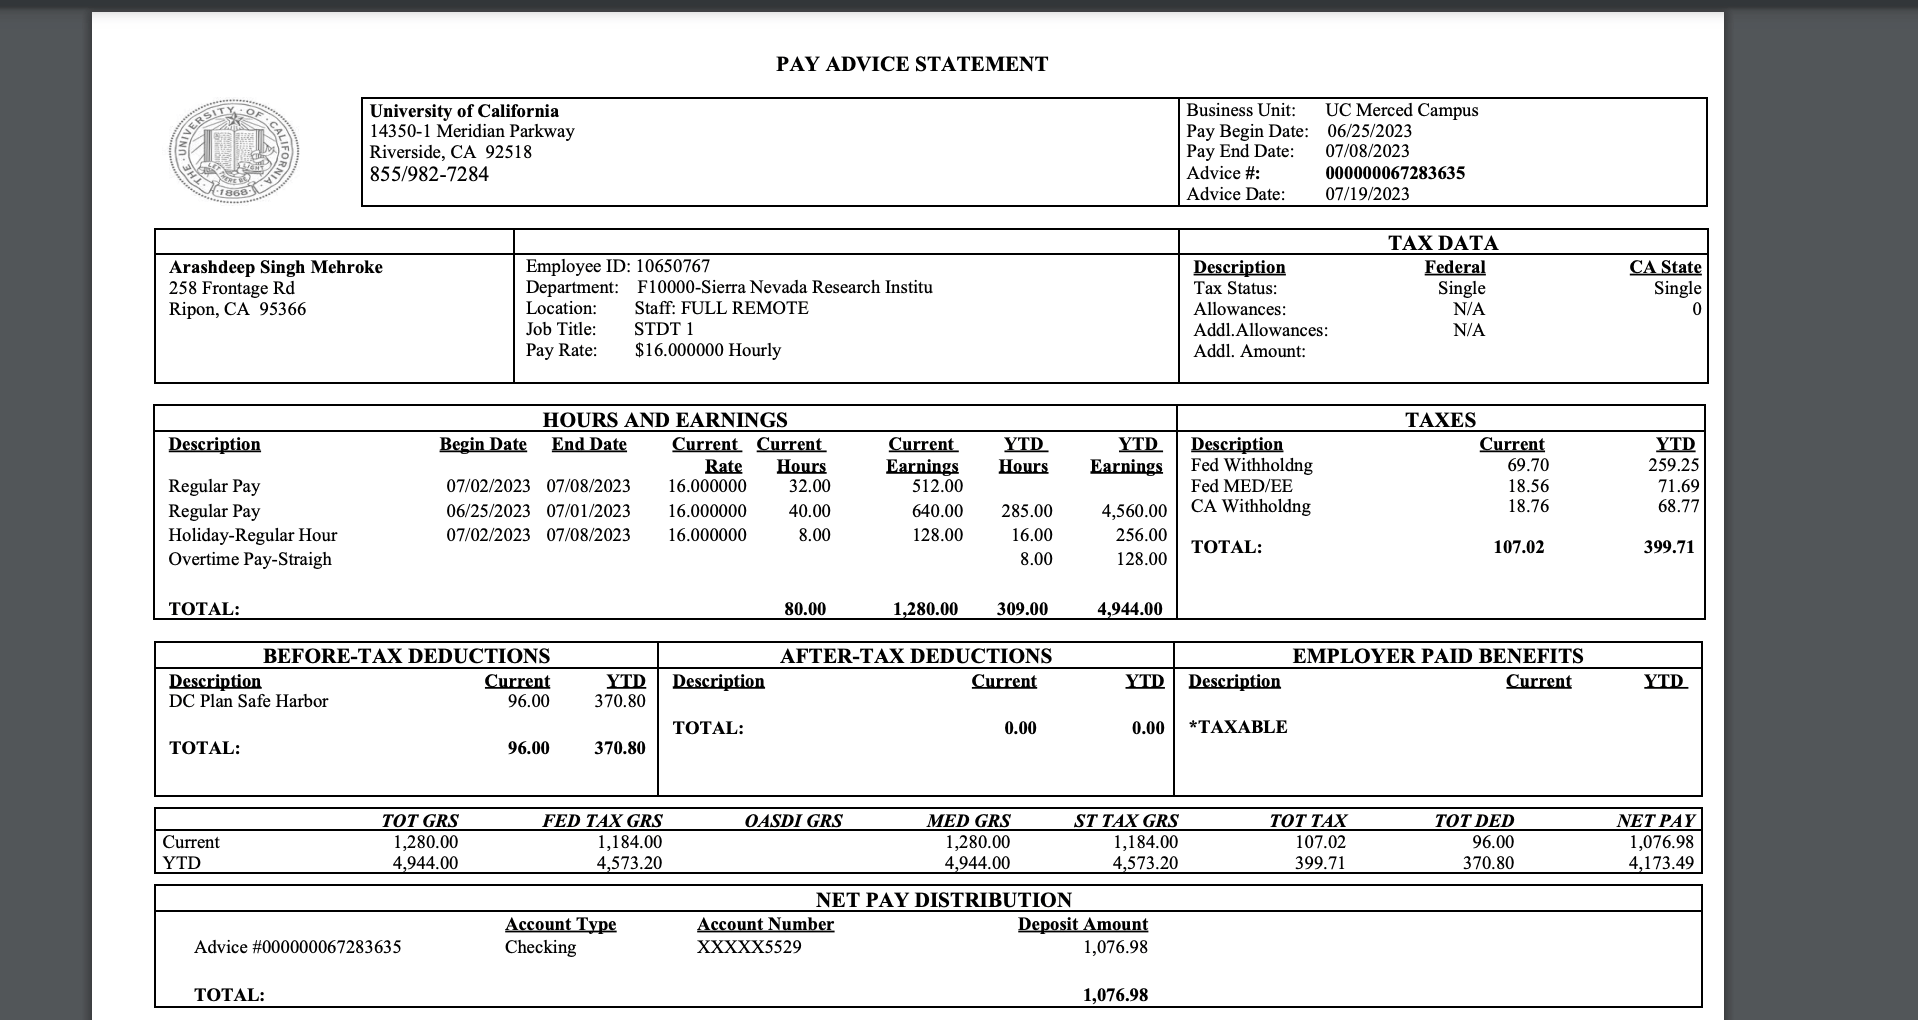 PAY ADVICE STATEMENT
THE UNIVERSITY OF CALIFORNIA
LET THERE BE LIGHT
1868
University of California
14350-1 Meridian Parkway
Riverside, CA 92518
855/982-7284
Business Unit: UC Merced Campus
Pay Begin Date: 06/25/2023
Pay End Date: 07/08/2023
Advice #: 000000067283635
Advice Date: 07/19/2023
Arashdeep Singh Mehroke
258 Frontage Rd
Ripon, CA 95366
Employee ID: 10650767
Department: F10000-Sierra Nevada Research Institu
Location: Staff: FULL REMOTE
Job Title: STDT 1
Pay Rate: $16.000000 Hourly
TAX DATA
Description Federal CA State
Tax Status: Single Single
Allowances: N/A 0
Addl.Allowances: N/A
Addl. Amount:
HOURS AND EARNINGS
Description Begin Date End Date Current Current Current YTD YTD
Rate Hours Earnings Hours Earnings
Regular Pay 07/02/2023 07/08/2023 16.000000 32.00 512.00
Regular Pay 06/25/2023 07/01/2023 16.000000 40.00 640.00 285.00 4,560.00
Holiday-Regular Hour 07/02/2023 07/08/2023 16.000000 8.00 128.00 16.00 256.00
Overtime Pay-Straigh 8.00 128.00
TOTAL: 80.00 1,280.00 309.00 4,944.00
TAXES
Description Current YTD
Fed Withholdng 69.70 259.25
Fed MED/EE 18.56 71.69
CA Withholdng 18.76 68.77
TOTAL: 107.02 399.71
BEFORE-TAX DEDUCTIONS
Description Current YTD
DC Plan Safe Harbor 96.00 370.80
TOTAL: 96.00 370.80
AFTER-TAX DEDUCTIONS
Description Current YTD
TOTAL: 0.00 0.00
EMPLOYER PAID BENEFITS
Description Current YTD
*TAXABLE
TOT GRS FED TAX GRS OASDI GRS MED GRS ST TAX GRS TOT TAX TOT DED NET PAY
Current 1,280.00 1,184.00 1,280.00 1,184.00 107.02 96.00 1,076.98
YTD 4,944.00 4,573.20 4,944.00 4,573.20 399.71 370.80 4,173.49
NET PAY DISTRIBUTION
Account Type Account Number Deposit Amount
Advice #000000067283635 Checking XXXXX5529 1,076.98
TOTAL: 1,076.98